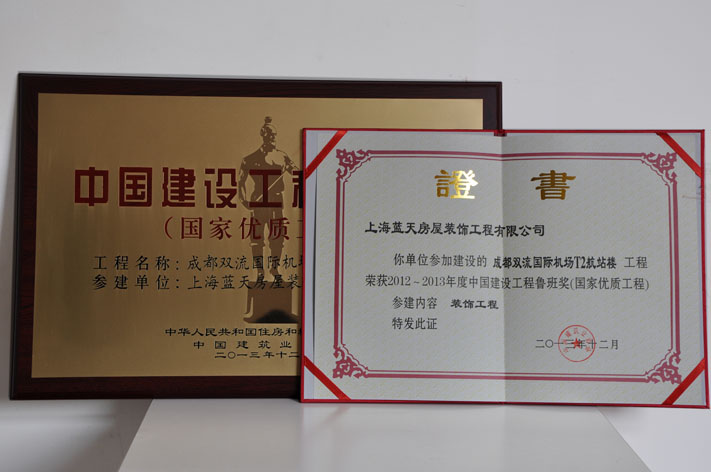 中国建设工程
（国家优质
工程名称：成都双流国际机场
参建单位：上海蓝天房屋装
中华人民共和国住房和
中国建筑业
二〇一三年十二
證書
上海蓝天房屋装饰工程有限公司
你单位参加建设的 成都双流国际机场T2航站楼 工程
荣获2012～2013年度中国建设工程鲁班奖(国家优质工程)
参建内容 装饰工程
特发此证
二〇一三年十二月